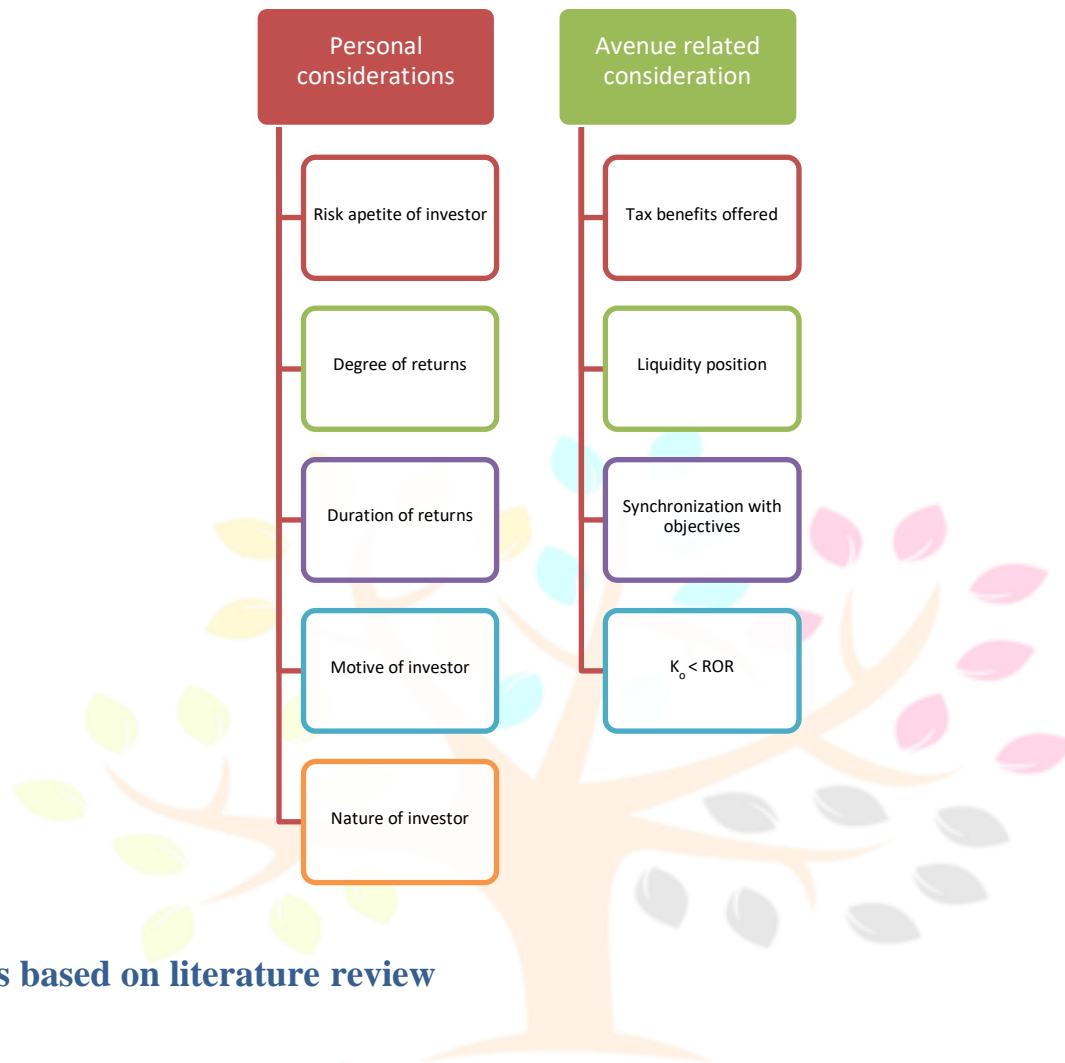 Personal
considerations
Risk apetite of investor
Degree of returns
Duration of returns
Motive of investor
Nature of investor
Avenue related
consideration
Tax benefits offered
Liquidity position
Synchronization with
objectives
Kₒ < ROR
s based on literature review